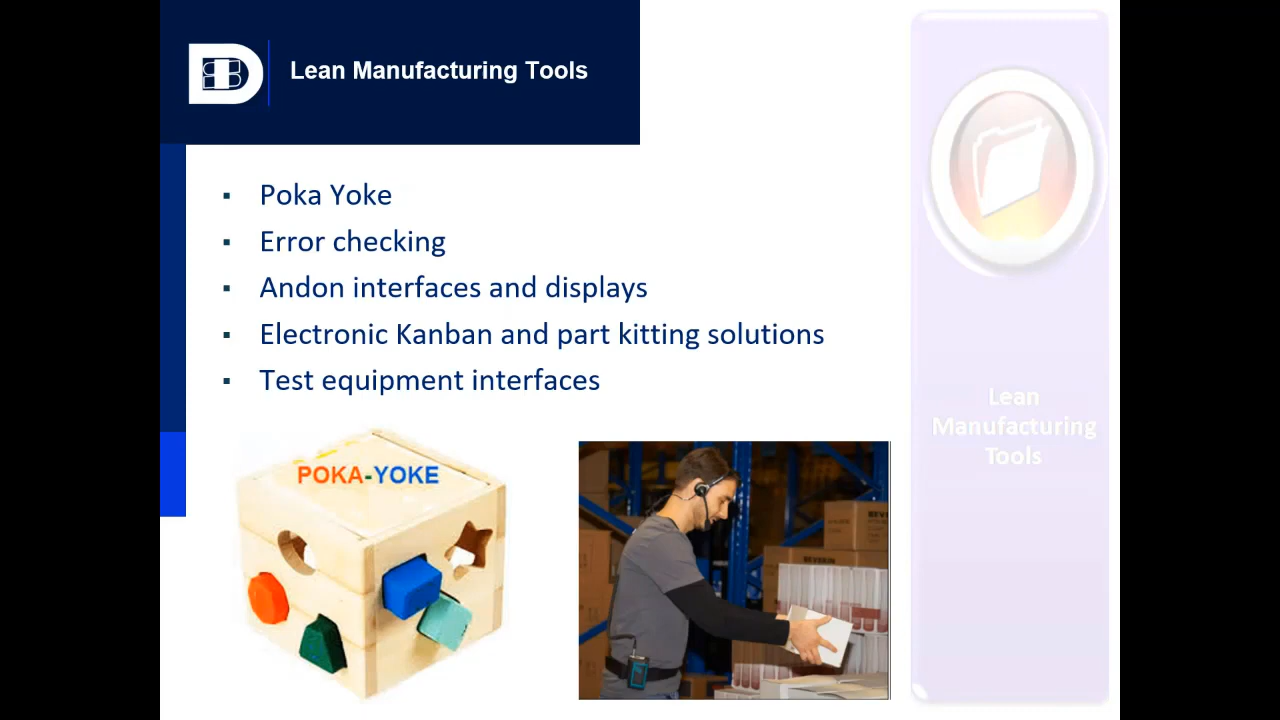 Lean Manufacturing Tools
▪ Poka Yoke
▪ Error checking
▪ Andon interfaces and displays
▪ Electronic Kanban and part kitting solutions
▪ Test equipment interfaces
POKA-YOKE
Lean
Manufacturing
Tools